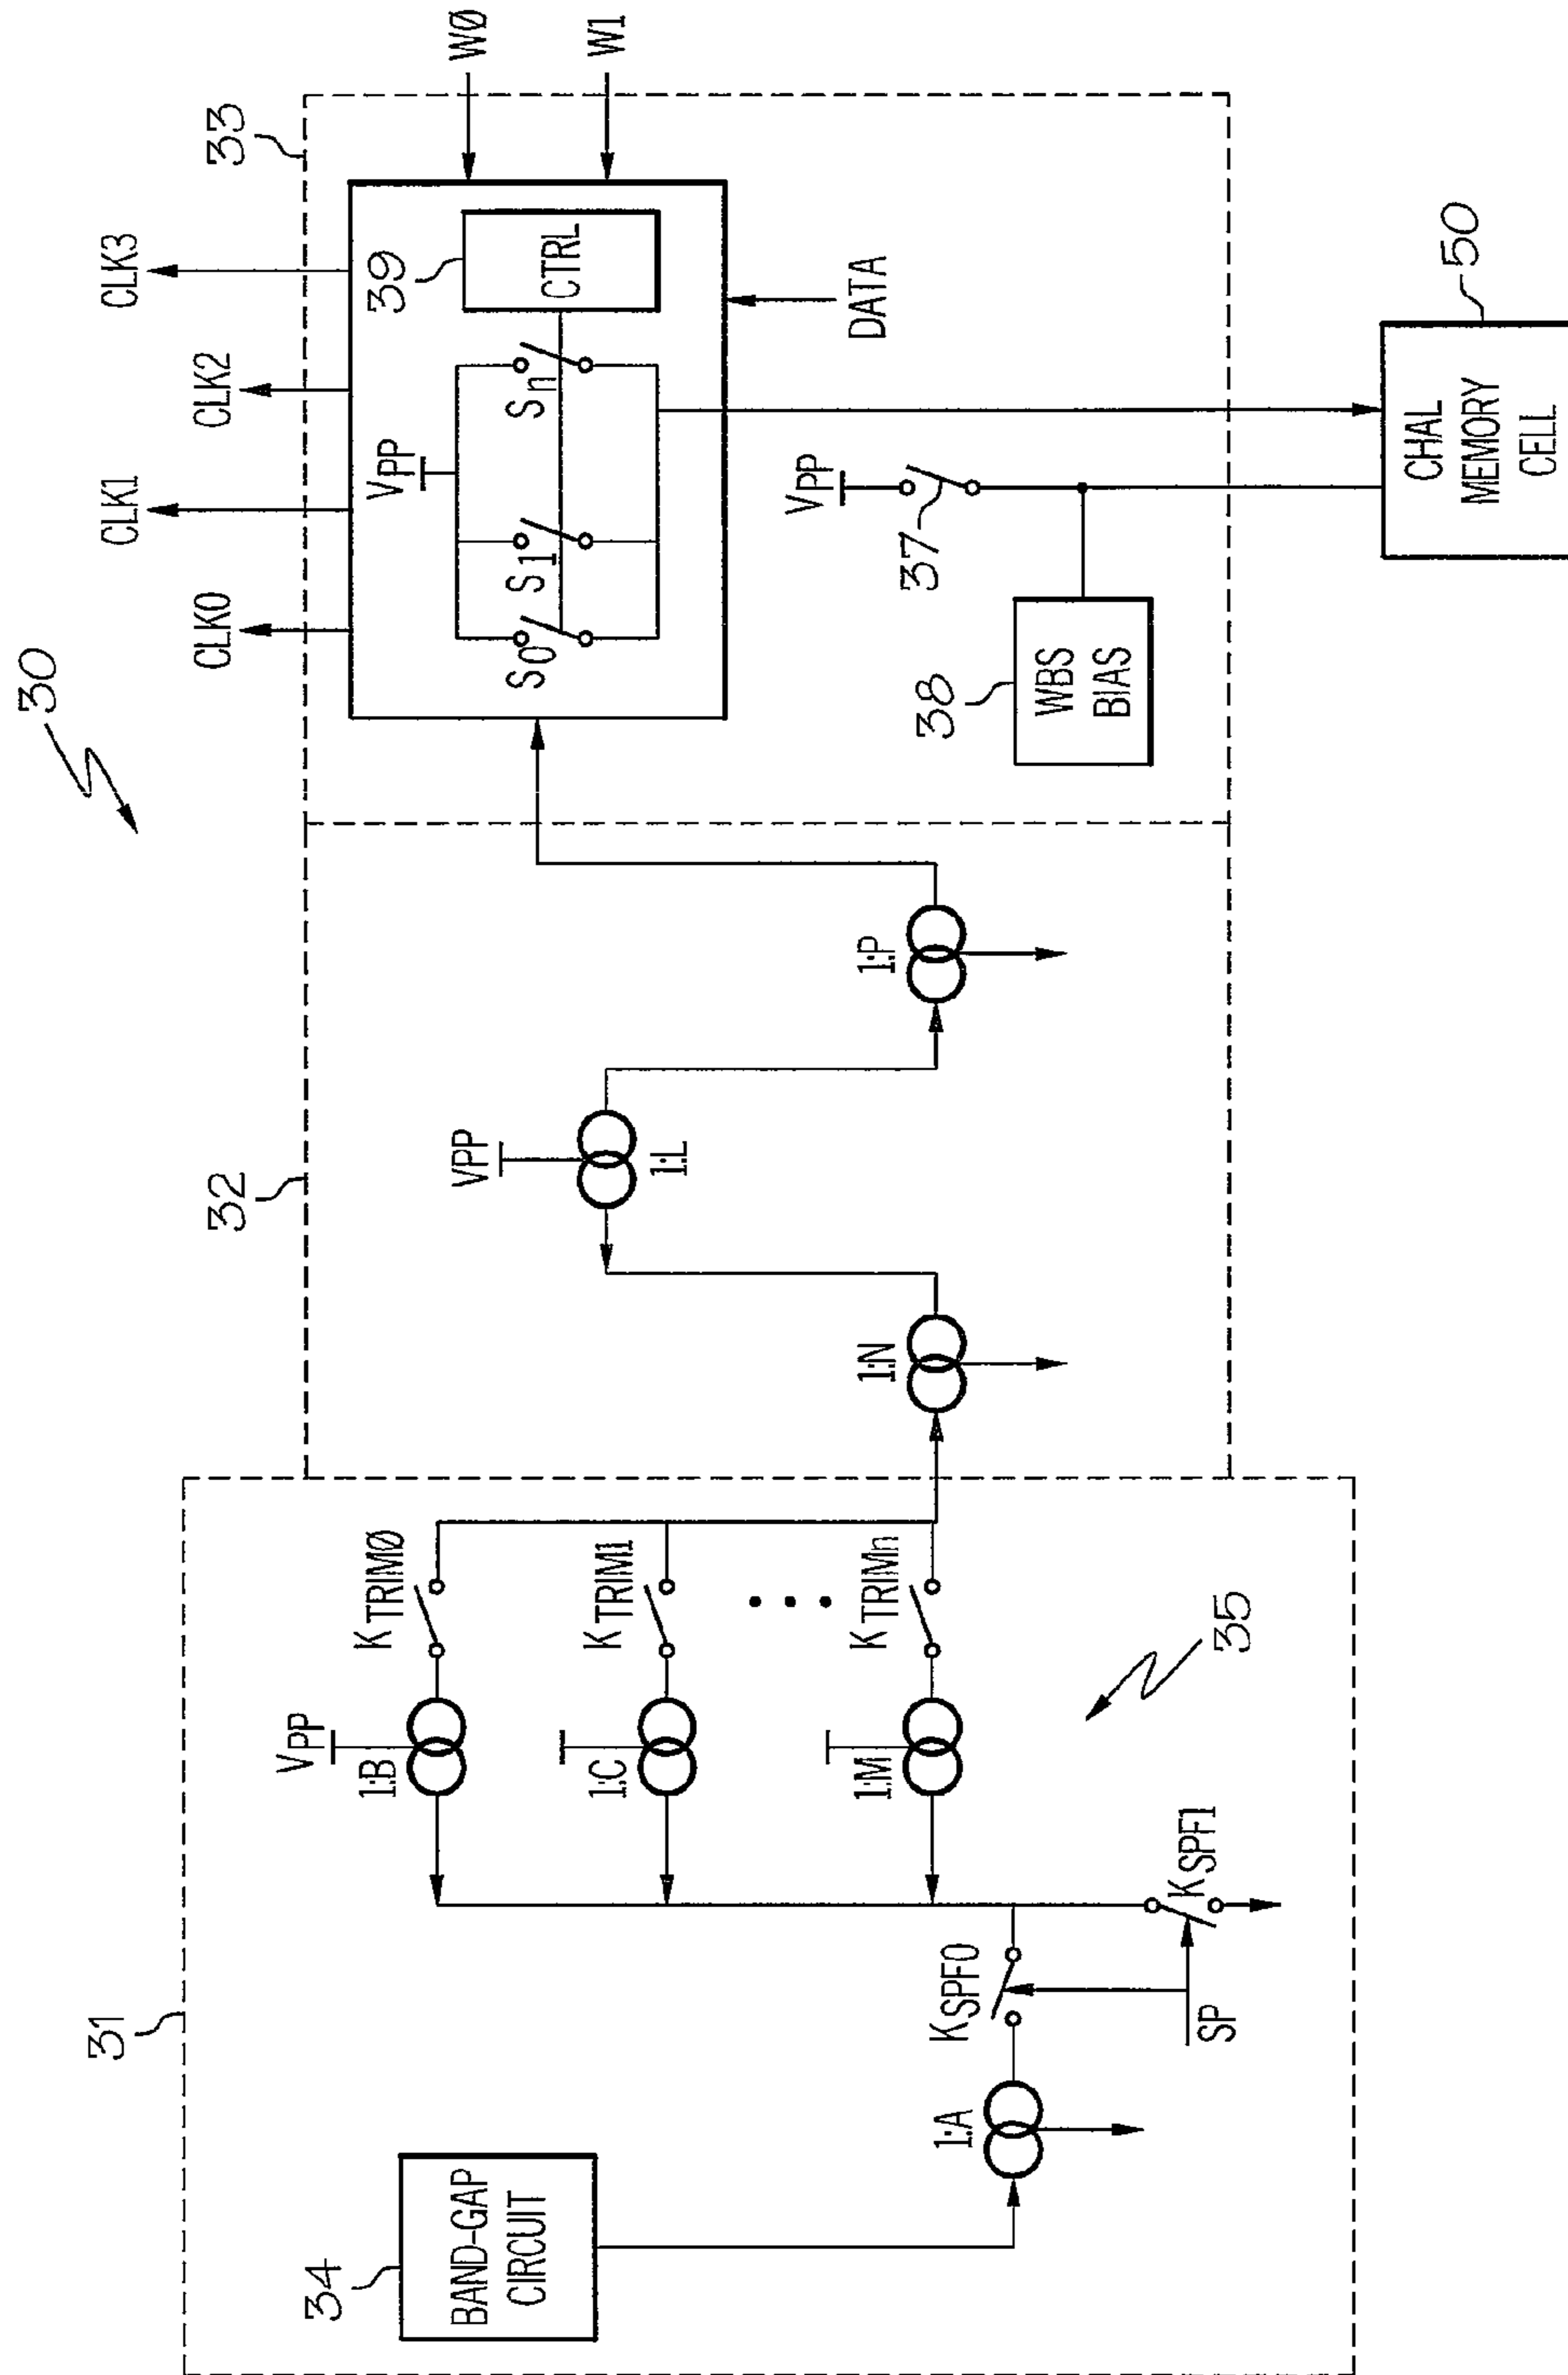 30
31
34
BAND-GAP
CIRCUIT
1:A
KSPF0
SP
KSPF1
VPP
1:B
KTRIMØ
1:C
KTRIM1
1:M
KTRIMn
35
32
1:N
VPP
1:L
1:P
33
CLK0
CLK1
CLK2
CLK3
S0
S1
VPP
Sn
39
CTRL
WØ
W1
DATA
VPP
37
38
WBS
BIAS
CHAL
MEMORY
CELL
50